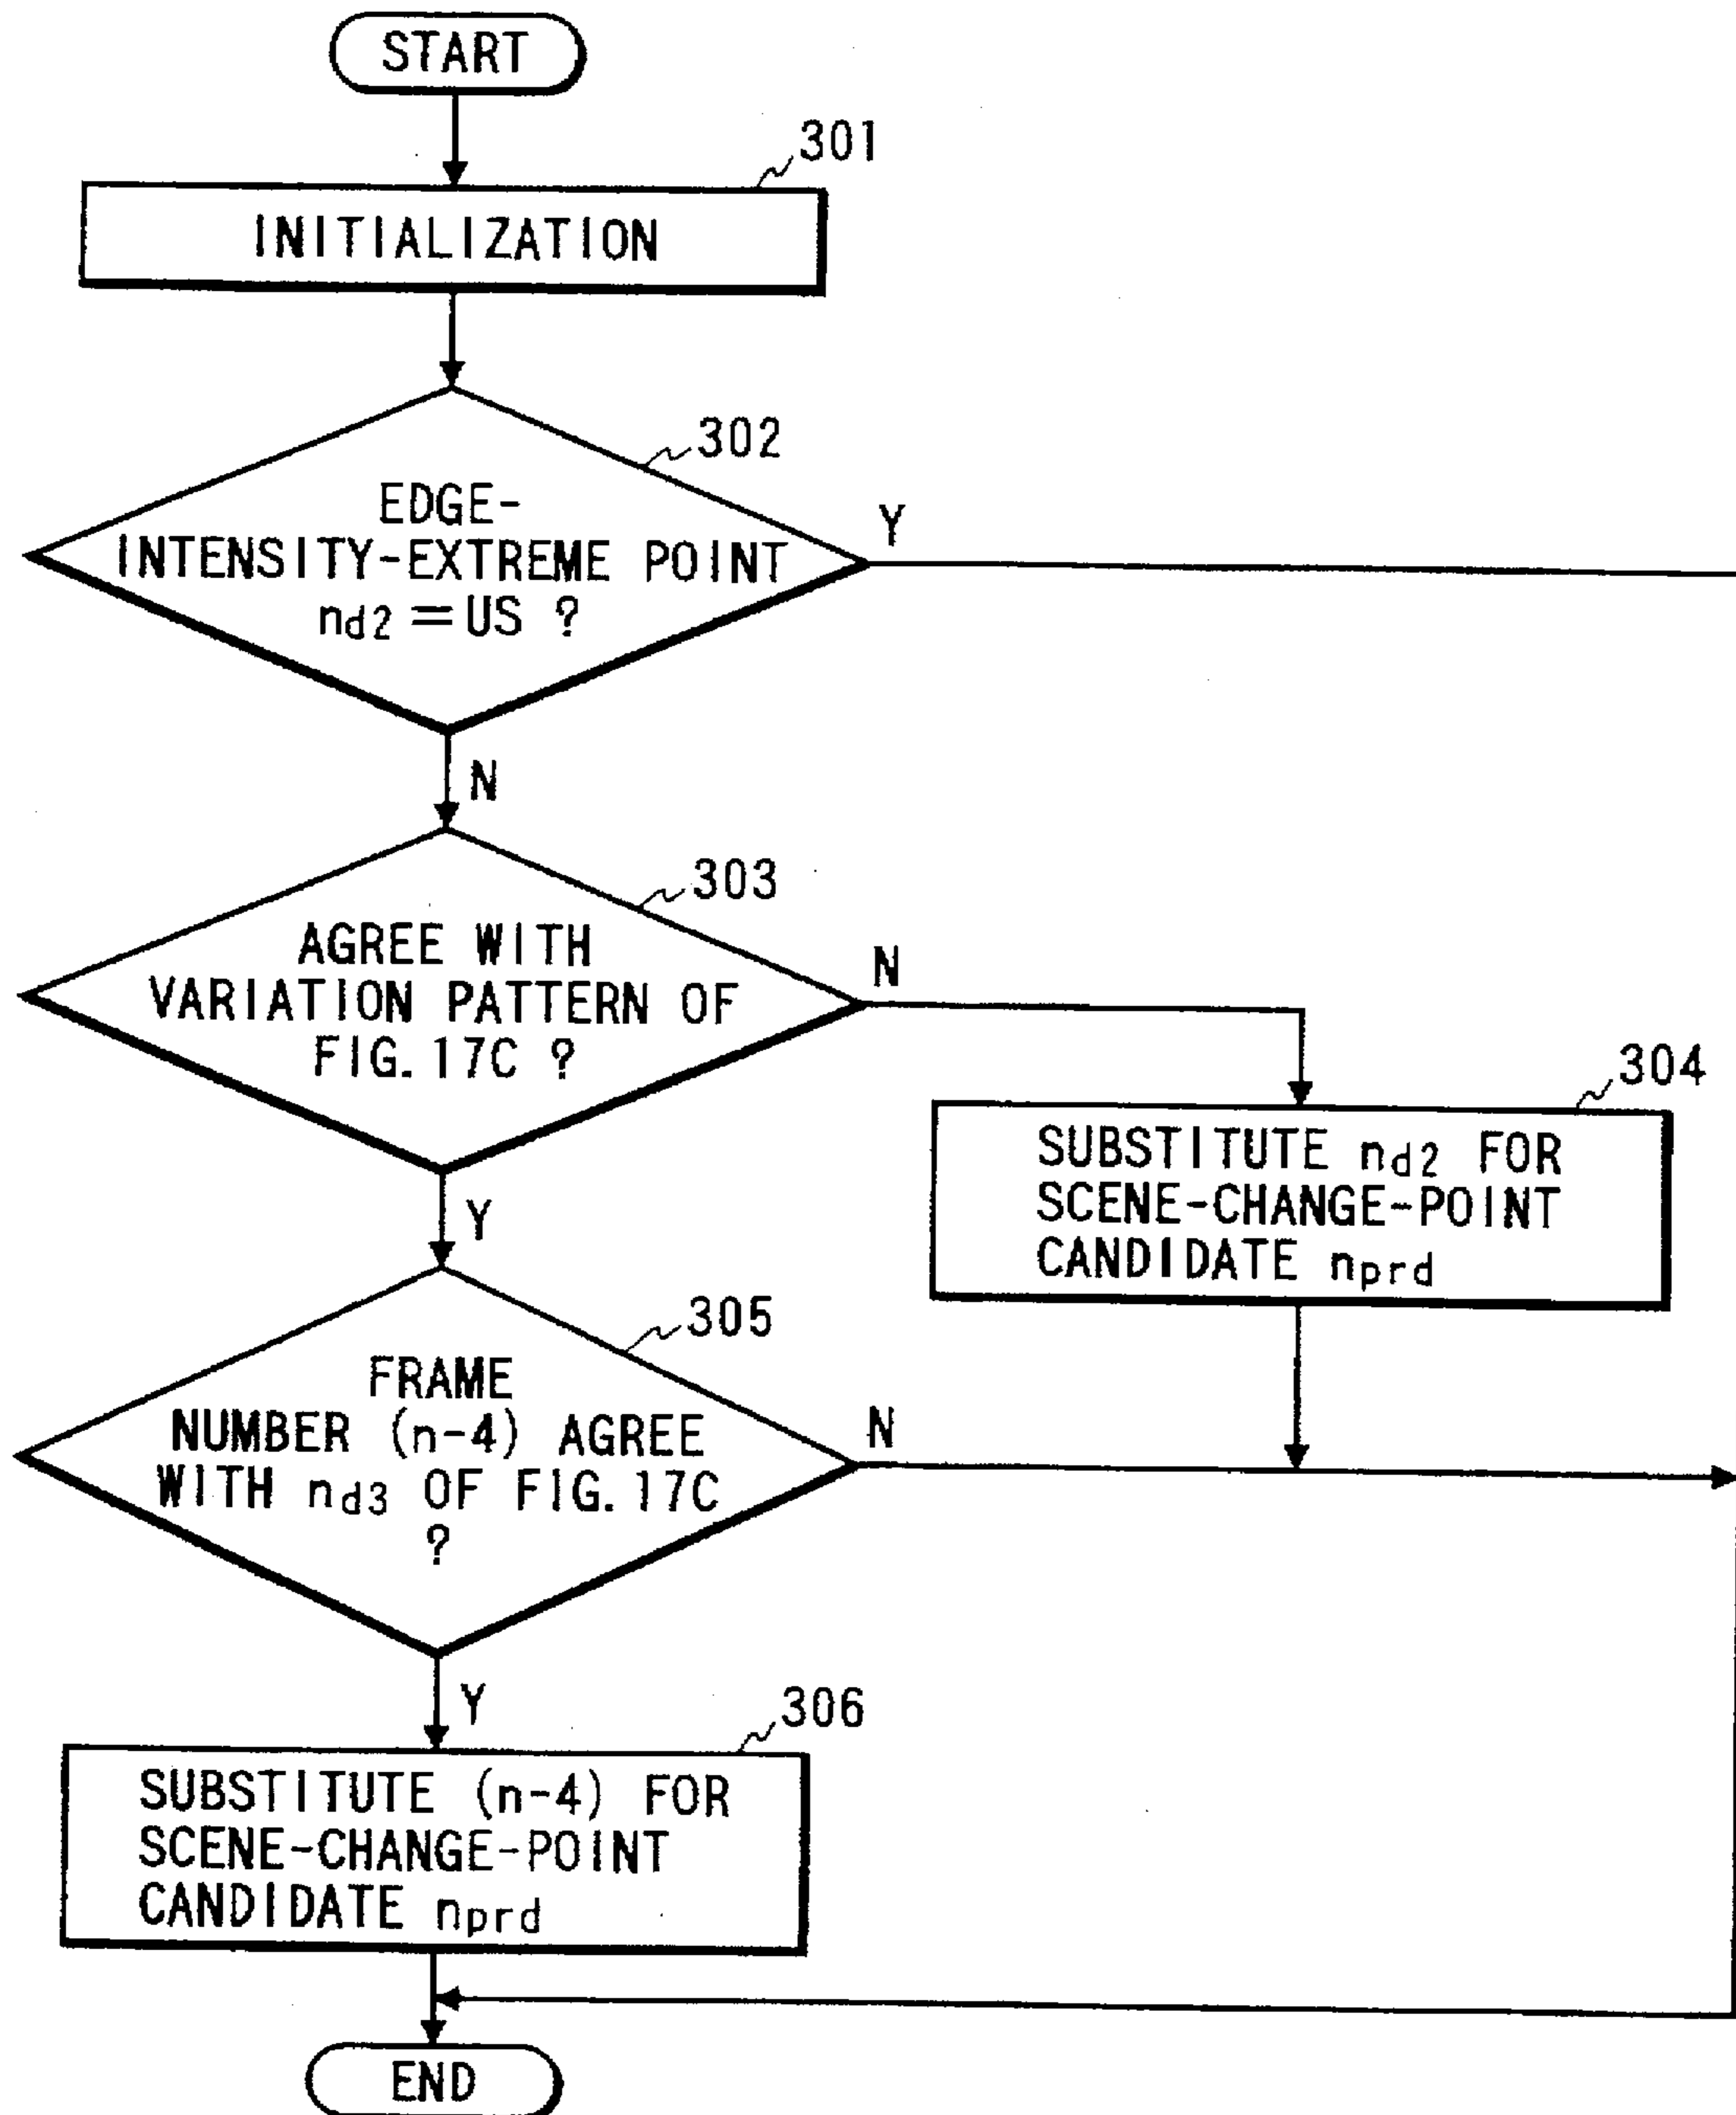 START
301
INITIALIZATION
302
EDGE-
INTENSITY-EXTREME POINT
nd2=US ?
Y
N
303
AGREE WITH
VARIATION PATTERN OF
FIG.17C ?
N
304
SUBSTITUTE nd2 FOR
SCENE-CHANGE-POINT
CANDIDATE nprd
Y
305
FRAME
NUMBER (n-4) AGREE
WITH nd3 OF FIG.17C
?
N
Y
306
SUBSTITUTE (n-4) FOR
SCENE-CHANGE-POINT
CANDIDATE nprd
END